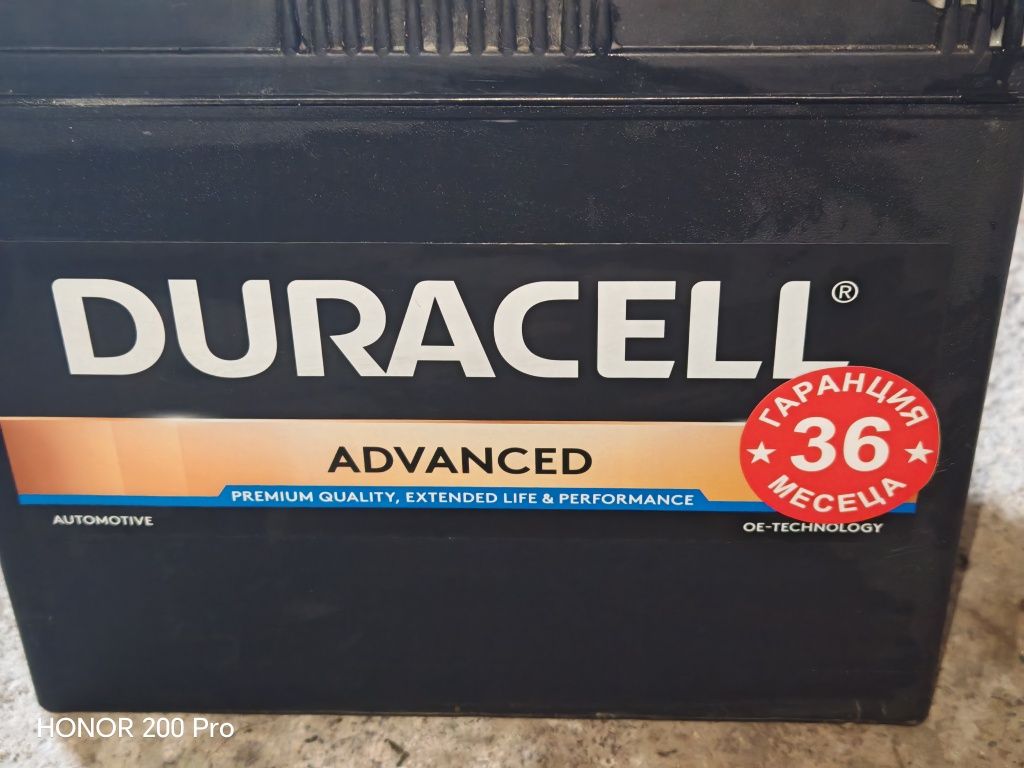 DURACELL®
ГАРАНЦИЯ
36
МЕСЕЦА
ADVANCED
PREMIUM QUALITY, EXTENDED LIFE & PERFORMANCE
AUTOMOTIVE
OE-TECHNOLOGY
HONOR 200 Pro